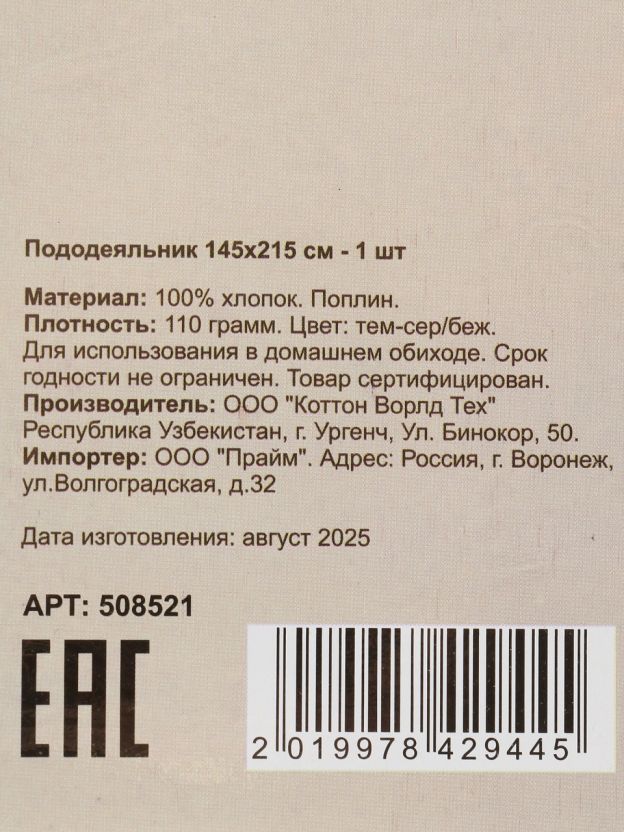 Пододеяльник 145х215 см - 1 шт
Материал: 100% хлопок. Поплин.
Плотность: 110 грамм. Цвет: тем-сер/беж.
Для использования в домашнем обиходе. Срок
годности не ограничен. Товар сертифицирован.
Производитель: ООО "Коттон Ворлд Тех"
Республика Узбекистан, г. Ургенч, Ул. Бинокор, 50.
Импортер: ООО "Прайм". Адрес: Россия, г. Воронеж,
ул.Волгоградская, д.32
Дата изготовления: август 2025
АРТ: 508521
EAC
2 019978 429445